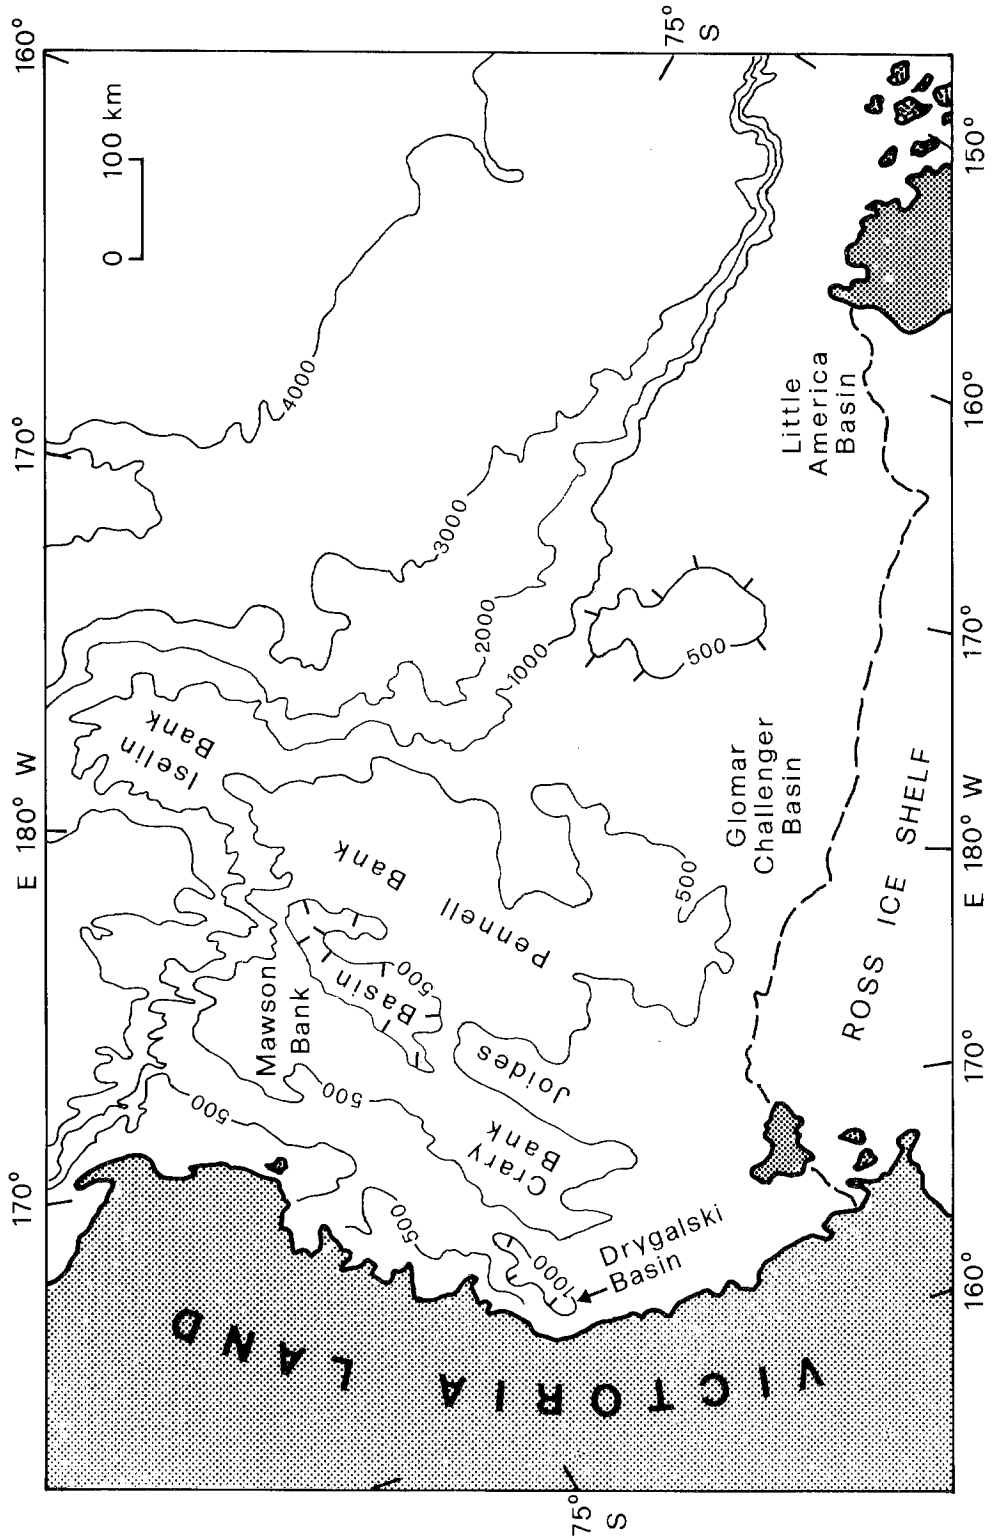 170°
E 180° W
170°
160°
0 100 km
75°
S
75°
S
VICTORIA LAND
Iselin
Bank
Mawson
Bank
Pennell
Bank
Joides
Basin
Crary
Bank
Drygalski
Basin
Glomar
Challenger
Basin
Little
America
Basin
ROSS ICE SHELF
500
500
500
500
1000
500
500
1000
2000
3000
4000
160°
170°
E 180° W
170°
160°
150°